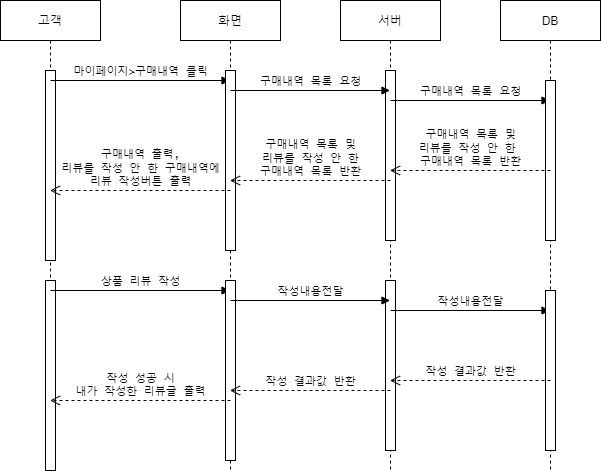 고객
화면
서버
DB
마이페이지>구매내역 클릭
구매내역 목록 요청
구매내역 목록 요청
구매내역 목록 및
리뷰를 작성 안 한
구매내역 목록 반환
구매내역 목록 및
리뷰를 작성 안 한
구매내역 목록 반환
구매내역 출력,
리뷰를 작성 안 한 구매내역에
리뷰 작성버튼 출력
상품 리뷰 작성
작성내용전달
작성내용전달
작성 결과값 반환
작성 결과값 반환
작성 성공 시
내가 작성한 리뷰글 출력